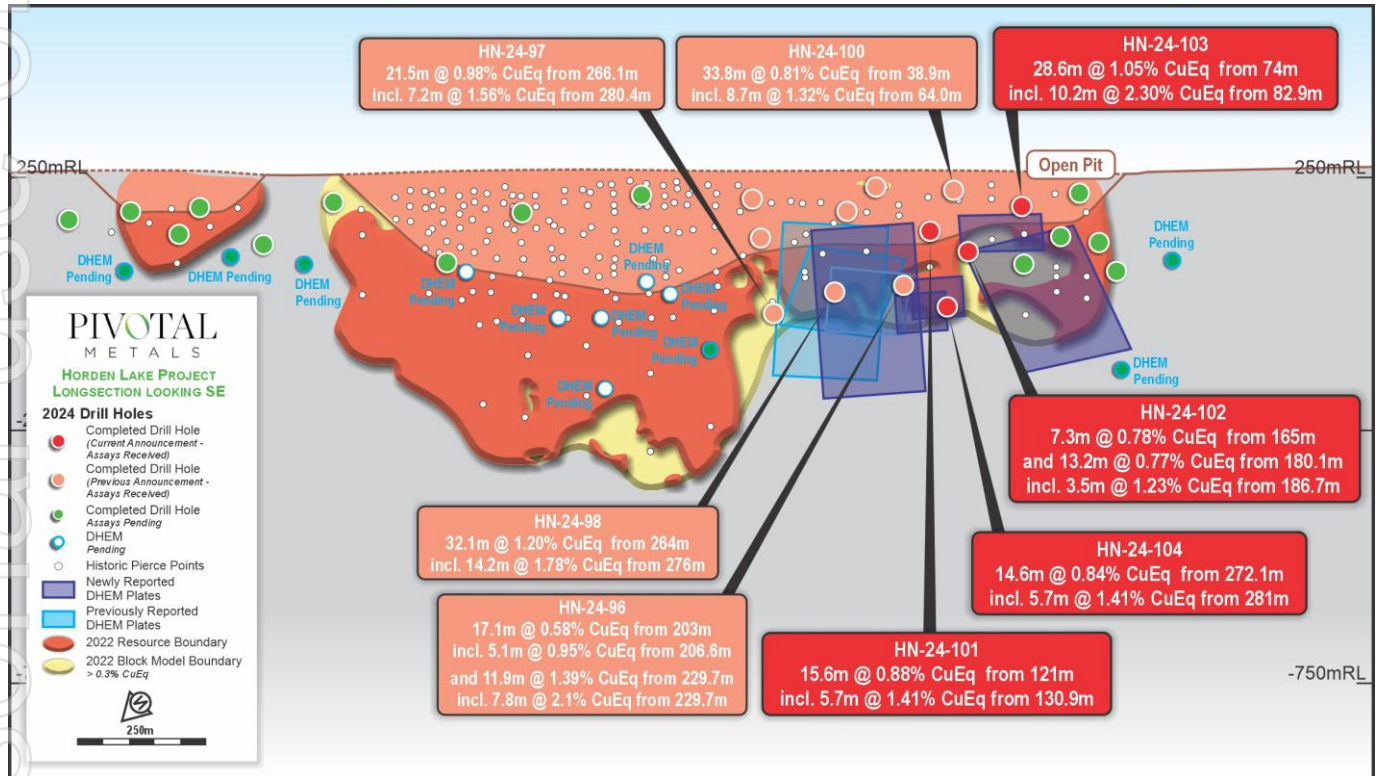 HN-24-97
21.5m @ 0.98% CuEq from 266.1m
incl. 7.2m @ 1.56% CuEq from 280.4m
HN-24-100
33.8m @ 0.81% CuEq from 38.9m
incl. 8.7m @ 1.32% CuEq from 64.0m
HN-24-103
28.6m @ 1.05% CuEq from 74m
incl. 10.2m @ 2.30% CuEq from 82.9m
250mRL
Open Pit
250mRL
DHEM
Pending
DHEM
Pending
DHEM
Pending
DHEM
Pending
DHEM
Pending
DHEM
Pending
DHEM
Pending
DHEM
Pending
DHEM
Pending
DHEM
Pending
DHEM
Pending
DHEM
Pending
PIVOTAL
METALS
HORDEN LAKE PROJECT
LONGSECTION LOOKING SE
2024 Drill Holes
Completed Drill Hole
(Current Announcement -
Assays Received)
Completed Drill Hole
(Previous Announcement -
Assays Received)
Completed Drill Hole
Assays Pending
DHEM
Pending
Historic Pierce Points
Newly Reported
DHEM Plates
Previously Reported
DHEM Plates
2022 Resource Boundary
2022 Block Model Boundary
> 0.3% CuEq
250m
HN-24-102
7.3m @ 0.78% CuEq from 165m
and 13.2m @ 0.77% CuEq from 180.1m
incl. 3.5m @ 1.23% CuEq from 186.7m
HN-24-98
32.1m @ 1.20% CuEq from 264m
incl. 14.2m @ 1.78% CuEq from 276m
HN-24-104
14.6m @ 0.84% CuEq from 272.1m
incl. 5.7m @ 1.41% CuEq from 281m
HN-24-96
17.1m @ 0.58% CuEq from 203m
incl. 5.1m @ 0.95% CuEq from 206.6m
and 11.9m @ 1.39% CuEq from 229.7m
incl. 7.8m @ 2.1% CuEq from 229.7m
HN-24-101
15.6m @ 0.88% CuEq from 121m
incl. 5.7m @ 1.41% CuEq from 130.9m
-750mRL